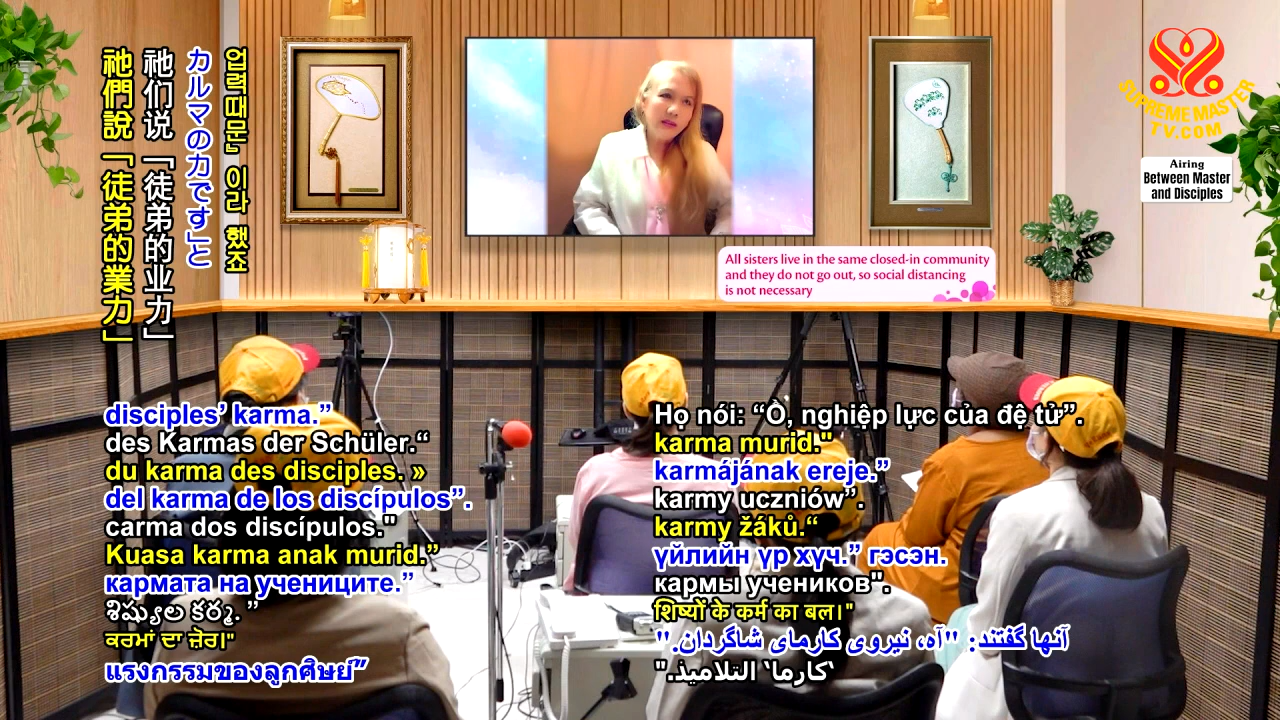 업력 때문』이라 했죠
カルマの力です」と
祂们说「徒弟的业力」
祂們說「徒弟的業力」
SUPREME MASTER
TV.COM
Airing
Between Master
and Disciples
All sisters live in the same closed-in community
and they do not go out, so social distancing
is not necessary
disciples’ karma.”
des Karmas der Schüler.“
du karma des disciples. »
del karma de los discípulos”.
carma dos discípulos."
Kuasa karma anak murid.”
кармата на учениците.”
శిష్యుల కర్మ. ”
ਕਰਮਾਂ ਦਾ ਜ਼ੋਰ।"
แรงกรรมของลูกศิษย์”
Họ nói: “Ồ, nghiệp lực của đệ tử”.
karma murid."
karmájának ereje.”
karmy uczniów”.
karmy žáků.“
үйлийн үр хүч.” гэсэн.
кармы учеников".
शिष्यों के कर्म का बल।"
آنها گفتند: "آه، نیروی کارمای شاگردان."
‘كارما‘ التلاميذ."